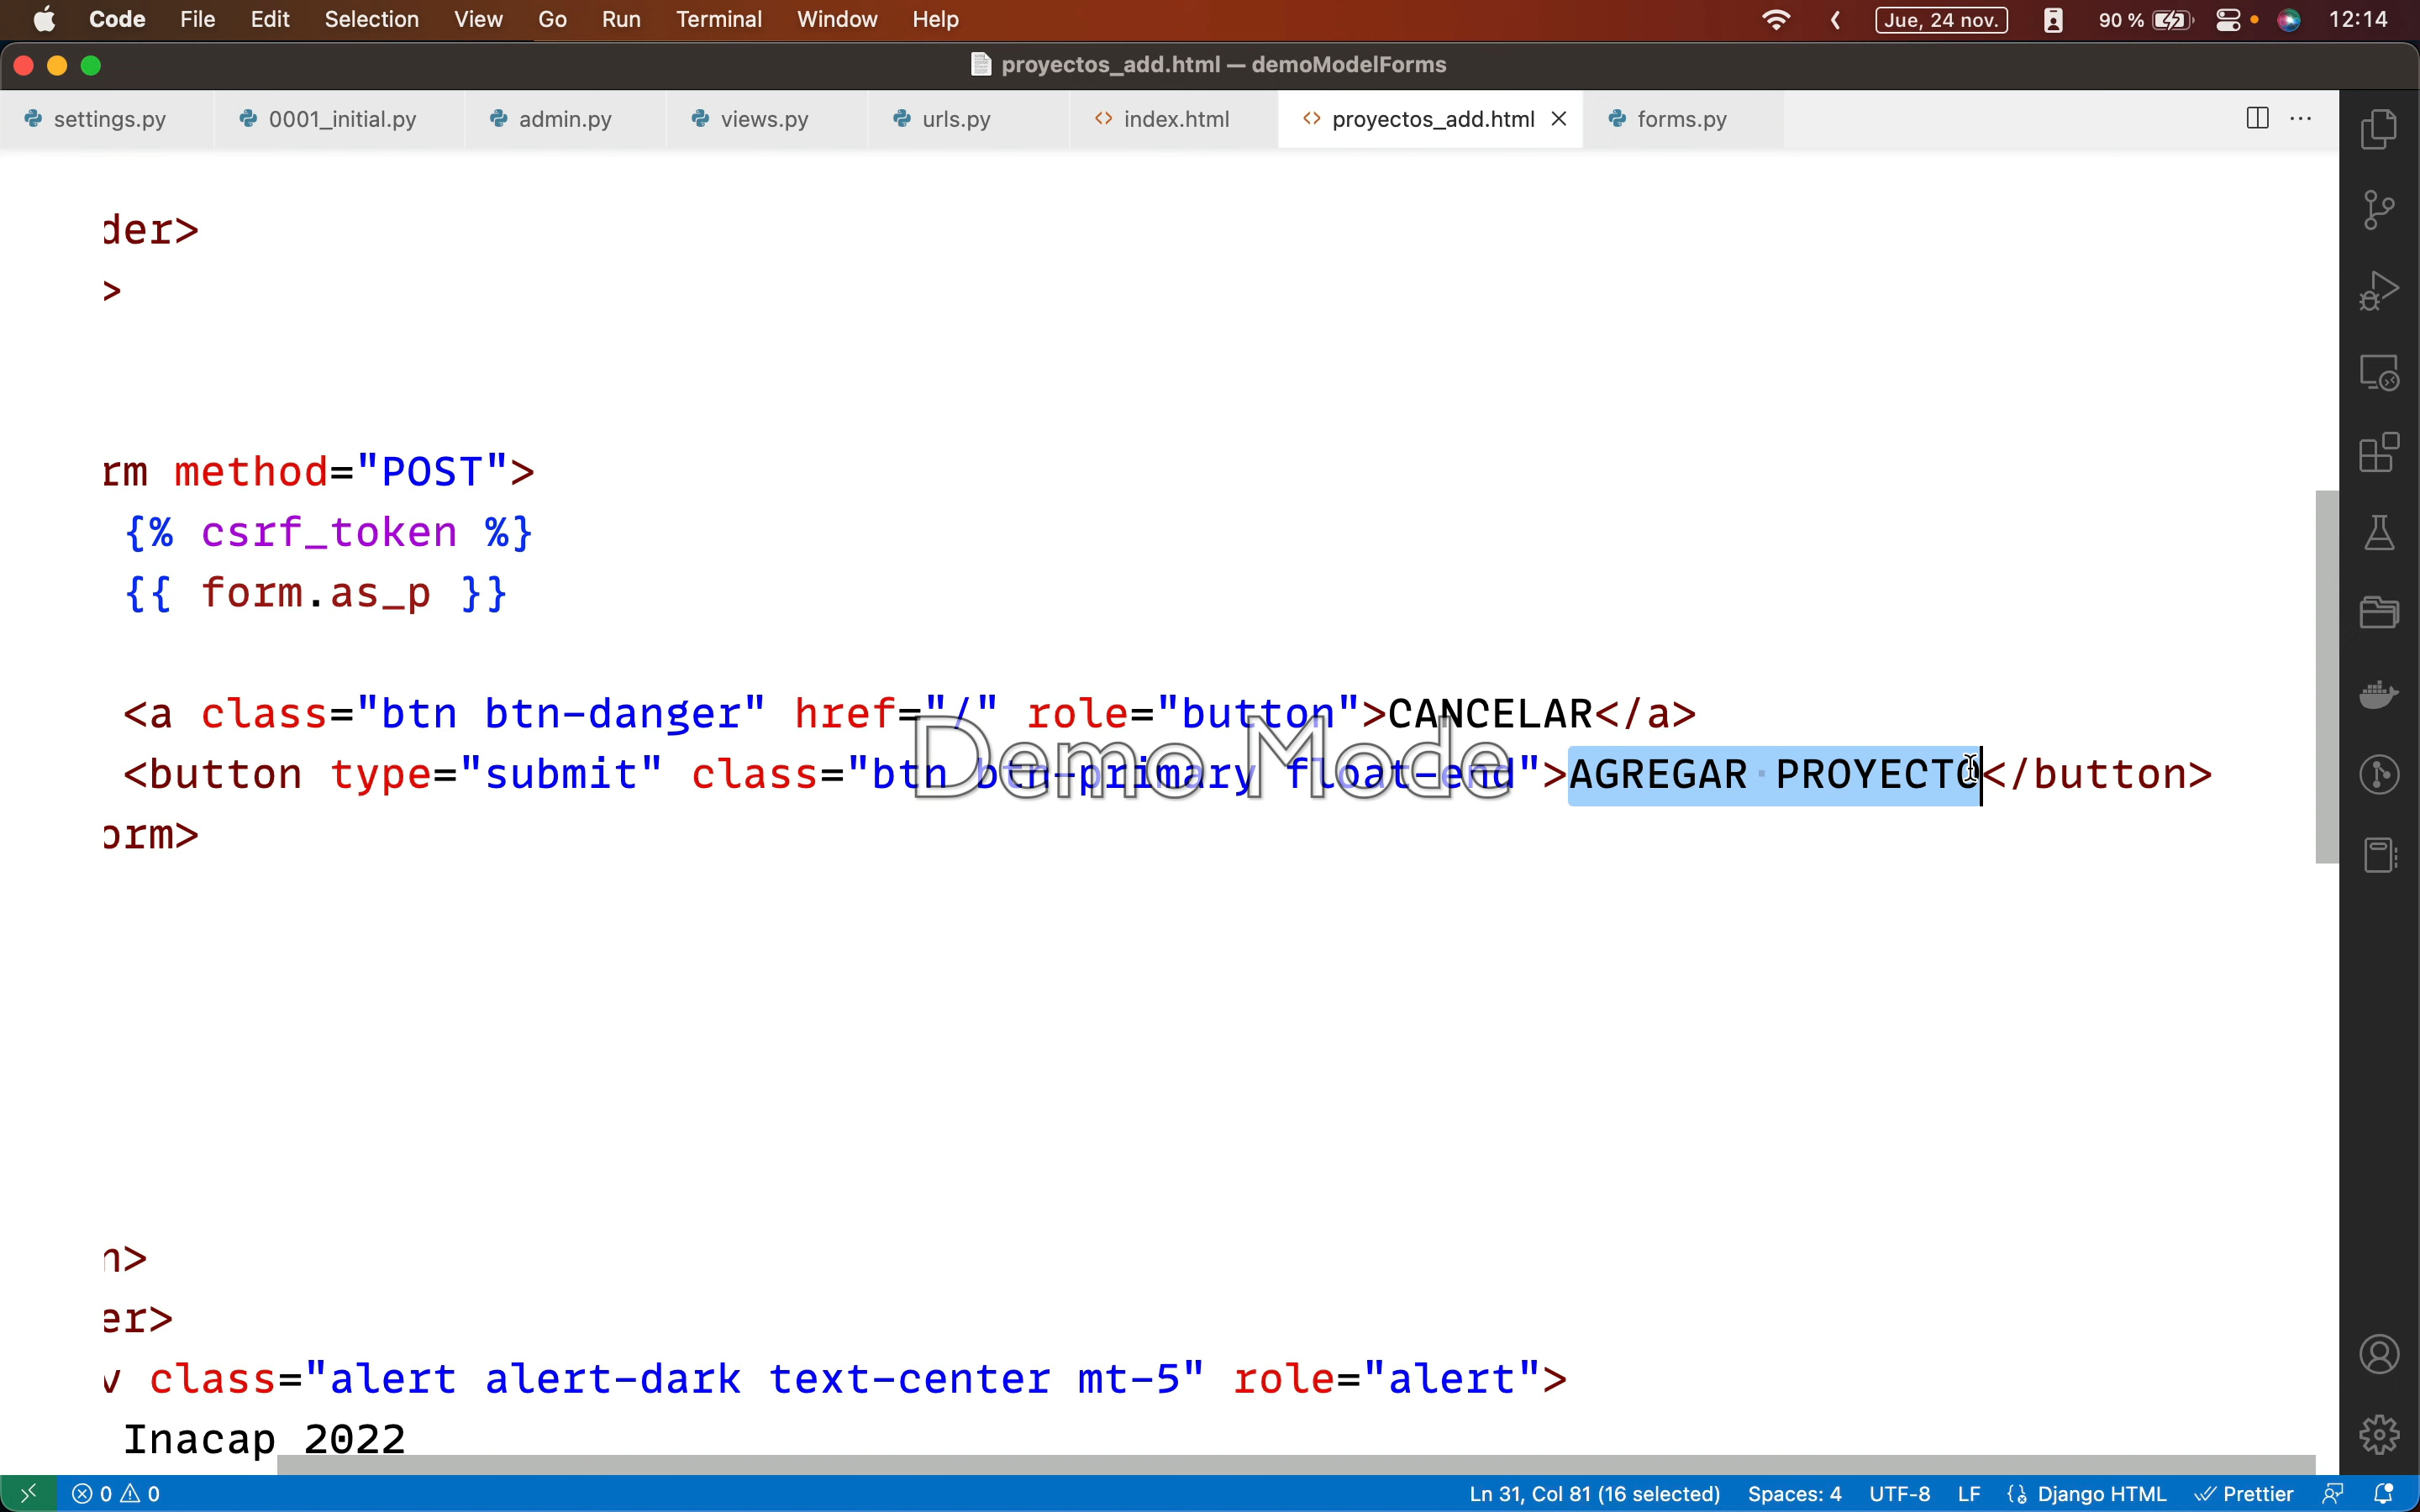 Code File Edit Selection View Go Run Terminal Window Help Jue, 24 nov. 90 % 12:14
proyectos_add.html — demoModelForms
settings.py 0001_initial.py admin.py views.py urls.py index.html proyectos_add.html forms.py
der>
>
rm method="POST">
{% csrf_token %}
{{ form.as_p }}
<a class="btn btn-danger" href="/" role="button">CANCELAR</a>
<button type="submit" class="btn btn-primary float-end">AGREGAR PROYECTO</button>
Demo Mode
orm>
n>
er>
v class="alert alert-dark text-center mt-5" role="alert">
Inacap 2022
0 0 Ln 31, Col 81 (16 selected) Spaces: 4 UTF-8 LF Django HTML Prettier